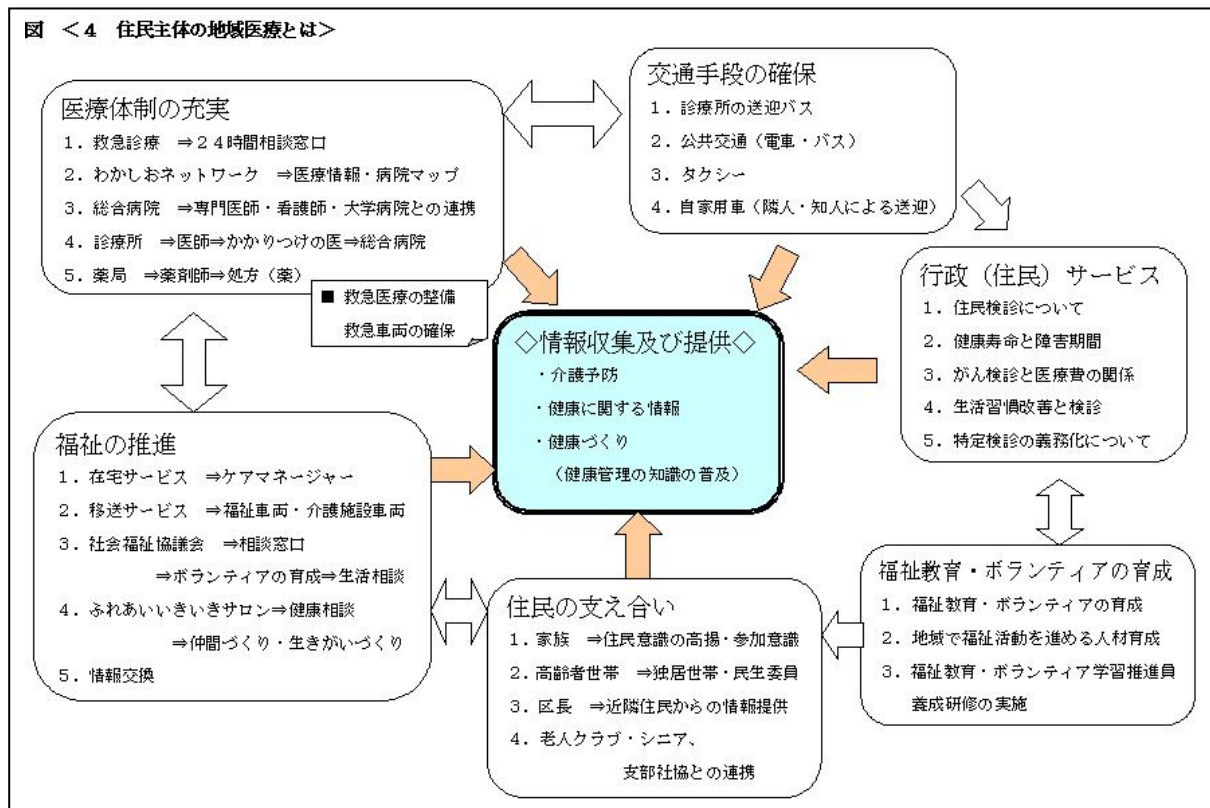 図 ＜４ 住民主体の地域医療とは＞
医療体制の充実
１．救急診療 ⇒２４時間相談窓口
２．わかしおネットワーク ⇒医療情報・病院マップ
３．総合病院 ⇒専門医師・看護師・大学病院との連携
４．診療所 ⇒医師⇒かかりつけの医⇒総合病院
５．薬局 ⇒薬剤師⇒処方（薬）
■ 救急医療の整備
救急車両の確保
交通手段の確保
１．診療所の送迎バス
２．公共交通（電車・バス）
３．タクシー
４．自家用車（隣人・知人による送迎）
行政（住民）サービス
１．住民検診について
２．健康寿命と障害期間
３．がん検診と医療費の関係
４．生活習慣改善と検診
５．特定検診の義務化について
◇情報収集及び提供◇
・介護予防
・健康に関する情報
・健康づくり
（健康管理の知識の普及）
福祉の推進
１．在宅サービス ⇒ケアマネージャー
２．移送サービス ⇒福祉車両・介護施設車両
３．社会福祉協議会 ⇒相談窓口
⇒ボランティアの育成⇒生活相談
４．ふれあいいきいきサロン⇒健康相談
⇒仲間づくり・生きがいづくり
５．情報交換
住民の支え合い
１．家族 ⇒住民意識の高揚・参加意識
２．高齢者世帯 ⇒独居世帯・民生委員
３．区長 ⇒近隣住民からの情報提供
４．老人クラブ・シニア、
支部社協との連携
福祉教育・ボランティアの育成
１．福祉教育・ボランティアの育成
２．地域で福祉活動を進める人材育成
３．福祉教育・ボランティア学習推進員
養成研修の実施